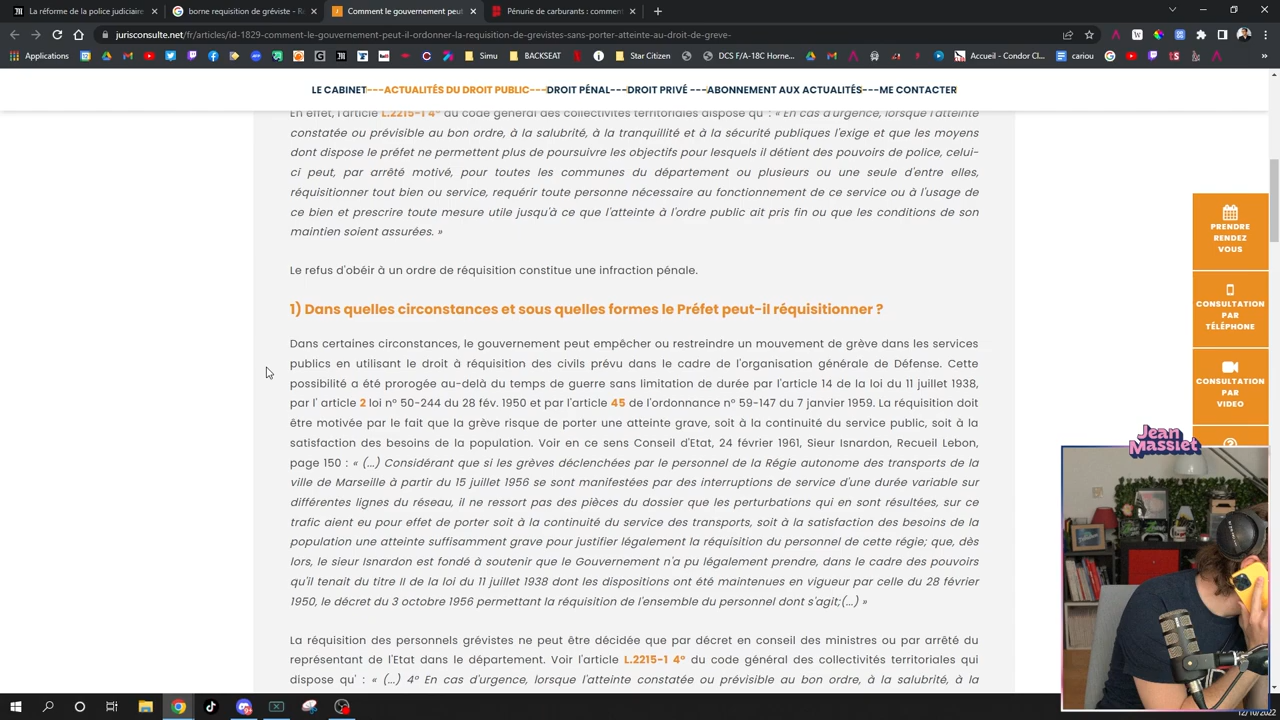 La réforme de la police judiciaire
borne requisition de gréviste - R
Comment le gouvernement peut
Pénurie de carburants : comment
jurisconsulte.net/fr/articles/id-1829-comment-le-gouvernement-peut-il-ordonner-la-requisition-de-grevistes-sans-porter-atteinte-au-droit-de-greve-
Applications
Simu
BACKSEAT
Star Citizen
DCS F/A-18C Horne...
Accueil - Condor Cl...
cariou
LE CABINET---ACTUALITÉS DU DROIT PUBLIC---DROIT PÉNAL---DROIT PRIVÉ ---ABONNEMENT AUX ACTUALITÉS---ME CONTACTER
En effet, l'article L.2215-1 4° du code général des collectivités territoriales dispose qu' : « En cas d'urgence, lorsque l'atteinte
constatée ou prévisible au bon ordre, à la salubrité, à la tranquillité et à la sécurité publiques l'exige et que les moyens
dont dispose le préfet ne permettent plus de poursuivre les objectifs pour lesquels il détient des pouvoirs de police, celui-
ci peut, par arrêté motivé, pour toutes les communes du département ou plusieurs ou une seule d'entre elles,
réquisitionner tout bien ou service, requérir toute personne nécessaire au fonctionnement de ce service ou à l'usage de
ce bien et prescrire toute mesure utile jusqu'à ce que l'atteinte à l'ordre public ait pris fin ou que les conditions de son
maintien soient assurées. »
Le refus d'obéir à un ordre de réquisition constitue une infraction pénale.
1) Dans quelles circonstances et sous quelles formes le Préfet peut-il réquisitionner ?
Dans certaines circonstances, le gouvernement peut empêcher ou restreindre un mouvement de grève dans les services
publics en utilisant le droit à réquisition des civils prévu dans le cadre de l'organisation générale de Défense. Cette
possibilité a été prorogée au-delà du temps de guerre sans limitation de durée par l'article 14 de la loi du 11 juillet 1938,
par l' article 2 loi n° 50-244 du 28 fév. 1950 et par l'article 45 de l'ordonnance n° 59-147 du 7 janvier 1959. La réquisition doit
être motivée par le fait que la grève risque de porter une atteinte grave, soit à la continuité du service public, soit à la
satisfaction des besoins de la population. Voir en ce sens Conseil d'Etat, 24 février 1961, Sieur Isnardon, Recueil Lebon,
page 150 : « (...) Considérant que si les grèves déclenchées par le personnel de la Régie autonome des transports de la
ville de Marseille à partir du 15 juillet 1956 se sont manifestées par des interruptions de service d'une durée variable sur
différentes lignes du réseau, il ne ressort pas des pièces du dossier que les perturbations qui en sont résultées, sur ce
trafic aient eu pour effet de porter soit à la continuité du service des transports, soit à la satisfaction des besoins de la
population une atteinte suffisamment grave pour justifier légalement la réquisition du personnel de cette régie; que, dès
lors, le sieur Isnardon est fondé à soutenir que le Gouvernement n'a pu légalement prendre, dans le cadre des pouvoirs
qu'il tenait du titre II de la loi du 11 juillet 1938 dont les dispositions ont été maintenues en vigueur par celle du 28 février
1950, le décret du 3 octobre 1956 permettant la réquisition de l'ensemble du personnel dont s'agit;(...) »
La réquisition des personnels grévistes ne peut être décidée que par décret en conseil des ministres ou par arrêté du
représentant de l'Etat dans le département. Voir l'article L.2215-1 4° du code général des collectivités territoriales qui
dispose qu' : « (...) 4° En cas d'urgence, lorsque l'atteinte constatée ou prévisible au bon ordre, à la salubrité, à la
PRENDRE
RENDEZ
VOUS
CONSULTATION
PAR
TÉLÉPHONE
CONSULTATION
PAR
VIDEO
Jean
Massiet
12/10/2022